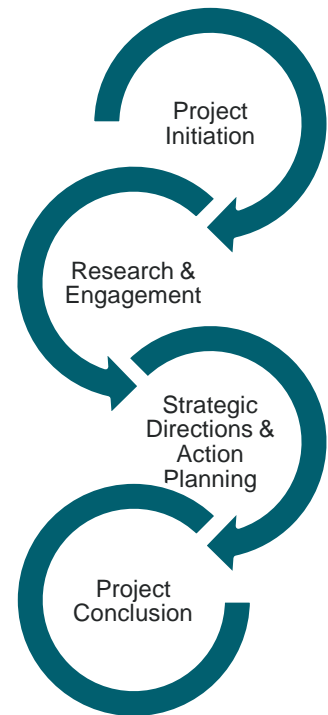 Project
Initiation
Research &
Engagement
Strategic
Directions &
Action
Planning
Project
Conclusion